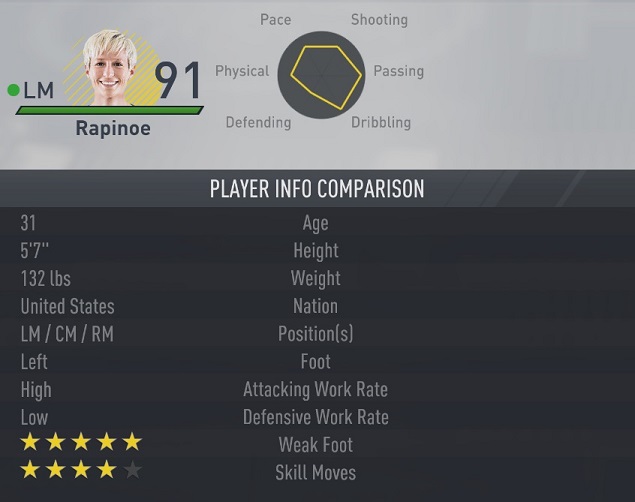 Pace Shooting
LM 91 Physical Passing
Rapinoe Defending Dribbling
PLAYER INFO COMPARISON
31 Age
5'7" Height
132 lbs Weight
United States Nation
LM / CM / RM Position(s)
Left Foot
High Attacking Work Rate
Low Defensive Work Rate
Weak Foot
Skill Moves